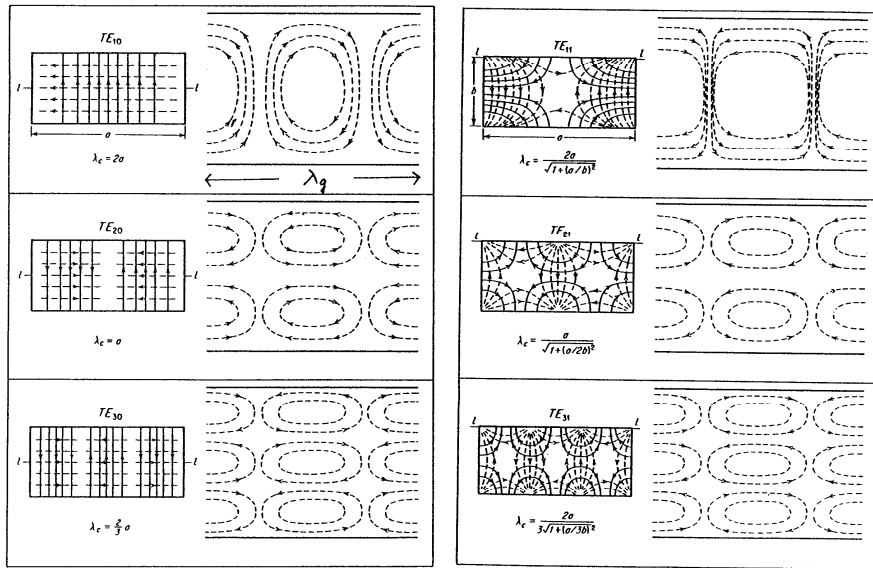 TE₁₀
l l
a
λc = 2a
λg
TE₂₀
l l
λc = a
TE₃₀
l l
λc = 2/3 a
TE₁₁
l l
b
a
λc = 2a/√1+(a/b)²
TE₂₁
l l
λc = a/√1+(a/2b)²
TE₃₁
l l
λc = 2a/3√1+(a/3b)²